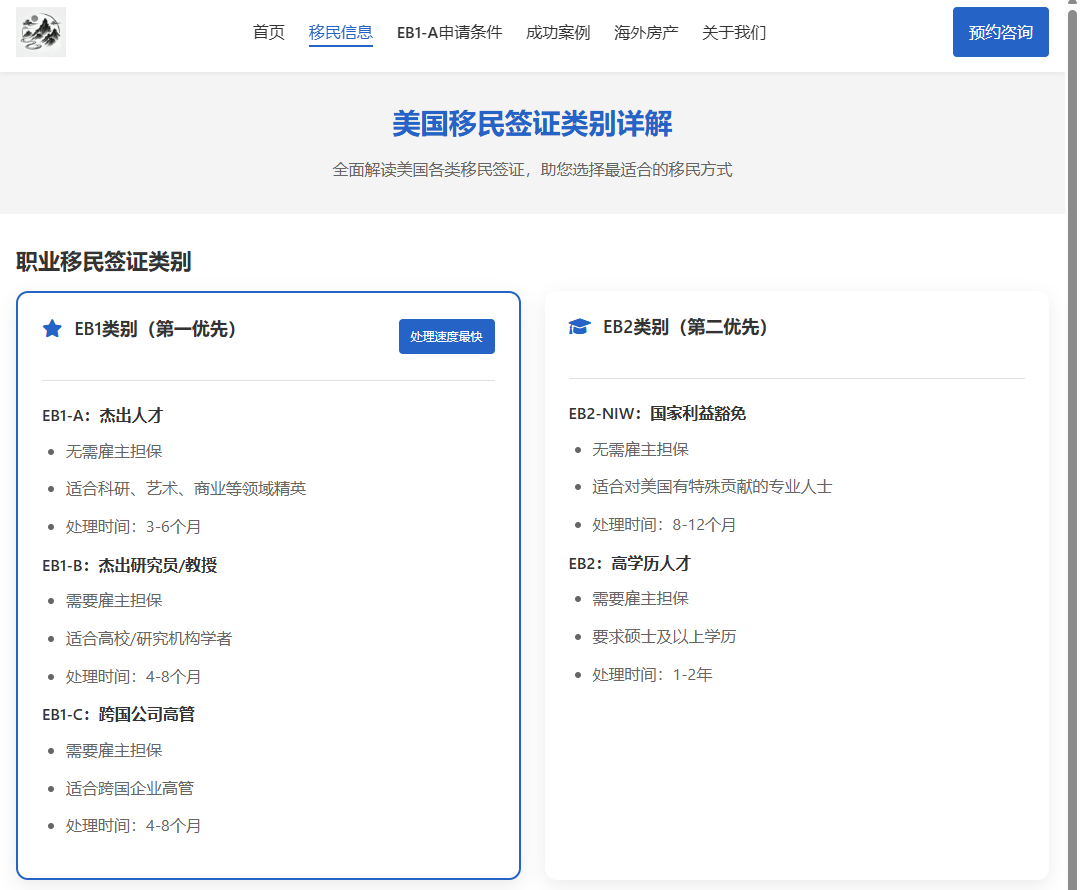 首页 移民信息 EB1-A申请条件 成功案例 海外房产 关于我们 预约咨询
美国移民签证类别详解
全面解读美国各类移民签证，助您选择最适合的移民方式
职业移民签证类别
EB1类别（第一优先）
处理速度最快
EB1-A：杰出人才
无需雇主担保
适合科研、艺术、商业等领域精英
处理时间：3-6个月
EB1-B：杰出研究员/教授
需要雇主担保
适合高校/研究机构学者
处理时间：4-8个月
EB1-C：跨国公司高管
需要雇主担保
适合跨国企业高管
处理时间：4-8个月
EB2类别（第二优先）
EB2-NIW：国家利益豁免
无需雇主担保
适合对美国有特殊贡献的专业人士
处理时间：8-12个月
EB2：高学历人才
需要雇主担保
要求硕士及以上学历
处理时间：1-2年